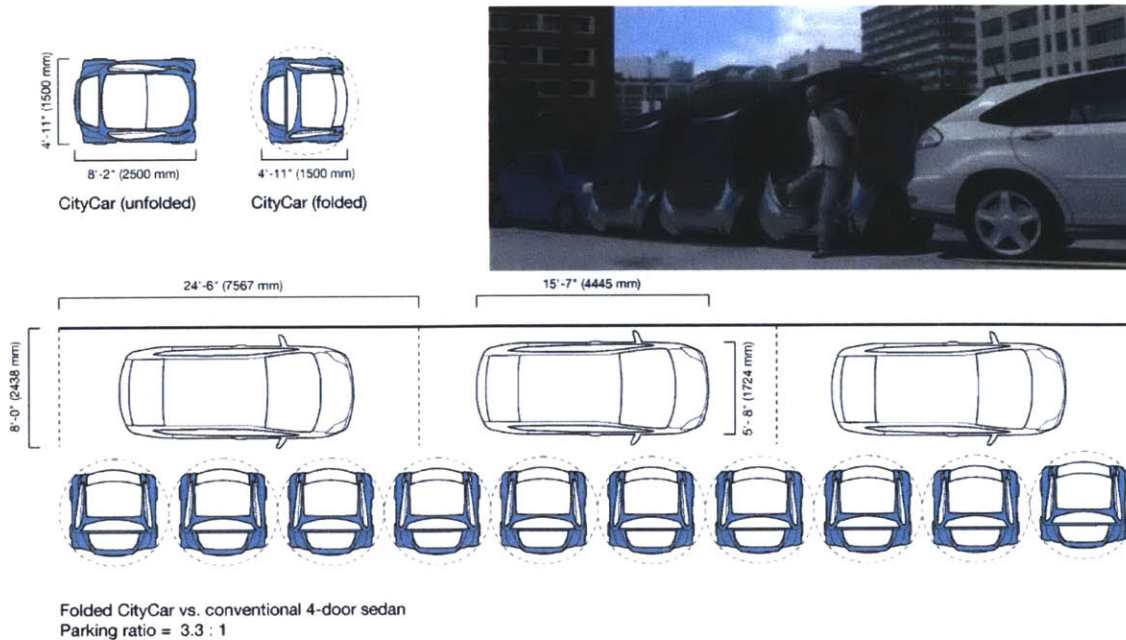 4'-11" (1500 mm)
8'-2" (2500 mm)
4'-11" (1500 mm)
CityCar (unfolded)
CityCar (folded)
24'-6" (7567 mm)
15'-7" (4445 mm)
8'-0" (2438 mm)
5'-8" (1724 mm)
Folded CityCar vs. conventional 4-door sedan
Parking ratio = 3.3 : 1